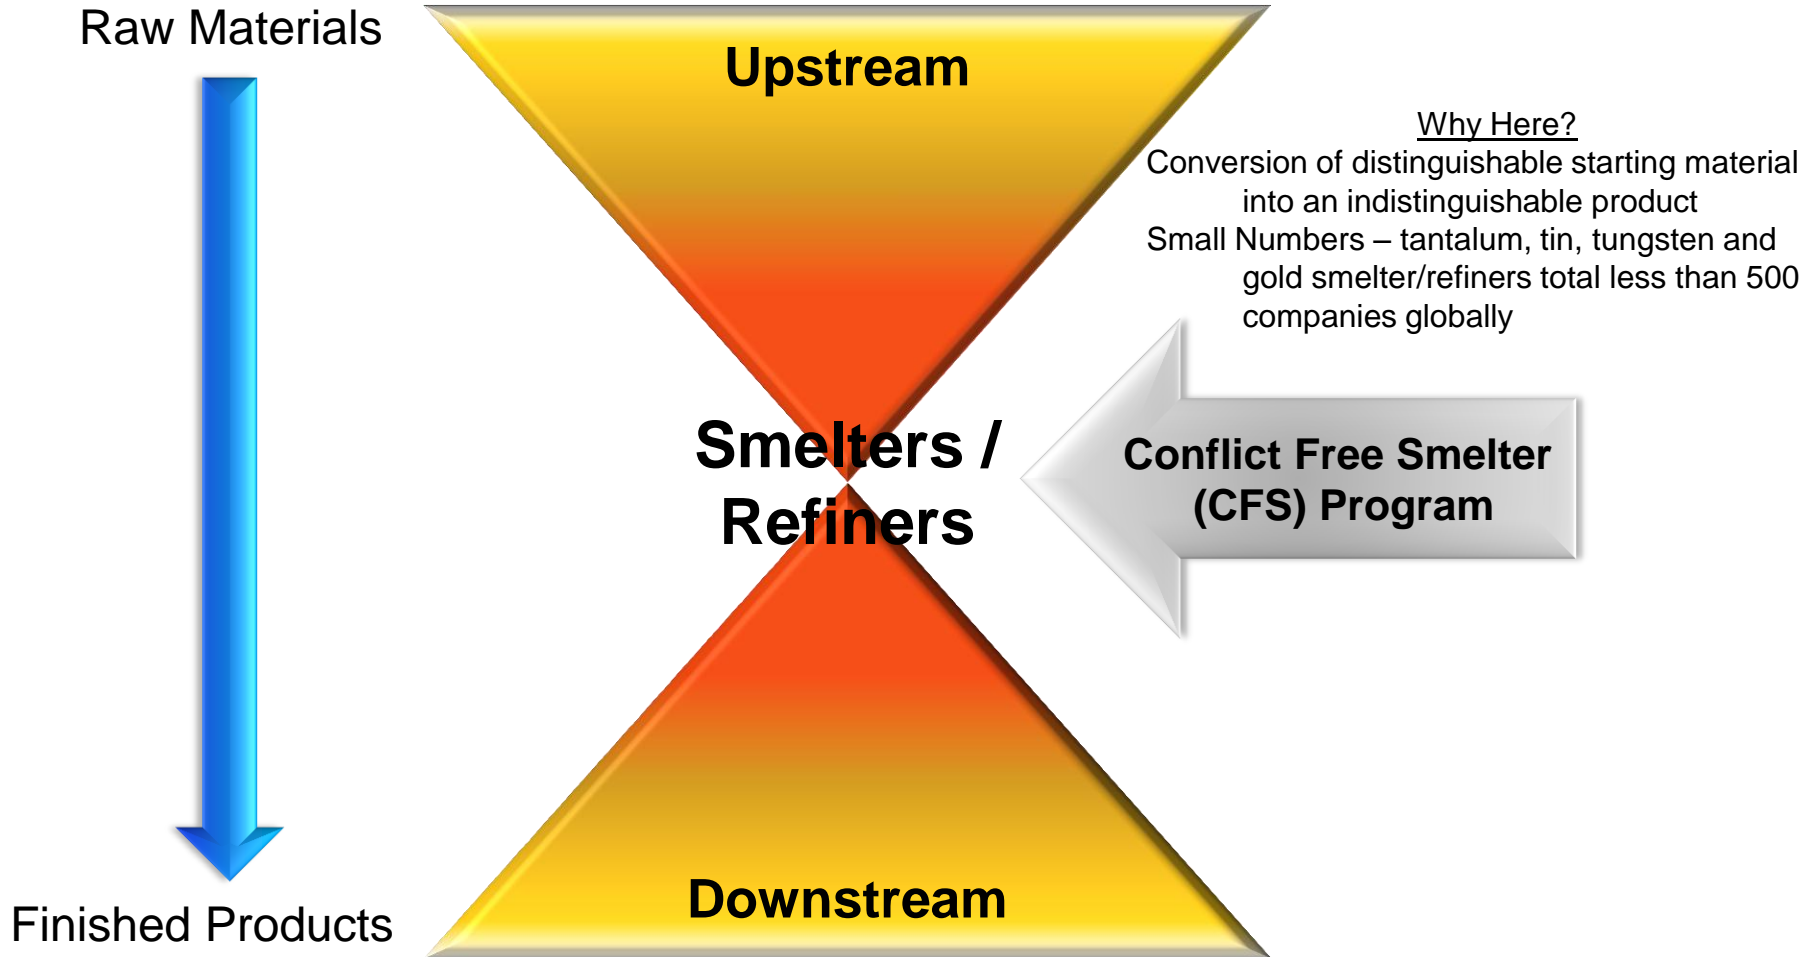 Raw Materials
Upstream
Why Here?
Conversion of distinguishable starting material
into an indistinguishable product
Small Numbers – tantalum, tin, tungsten and
gold smelter/refiners total less than 500
companies globally
Smelters /
Refiners
Conflict Free Smelter
(CFS) Program
Downstream
Finished Products